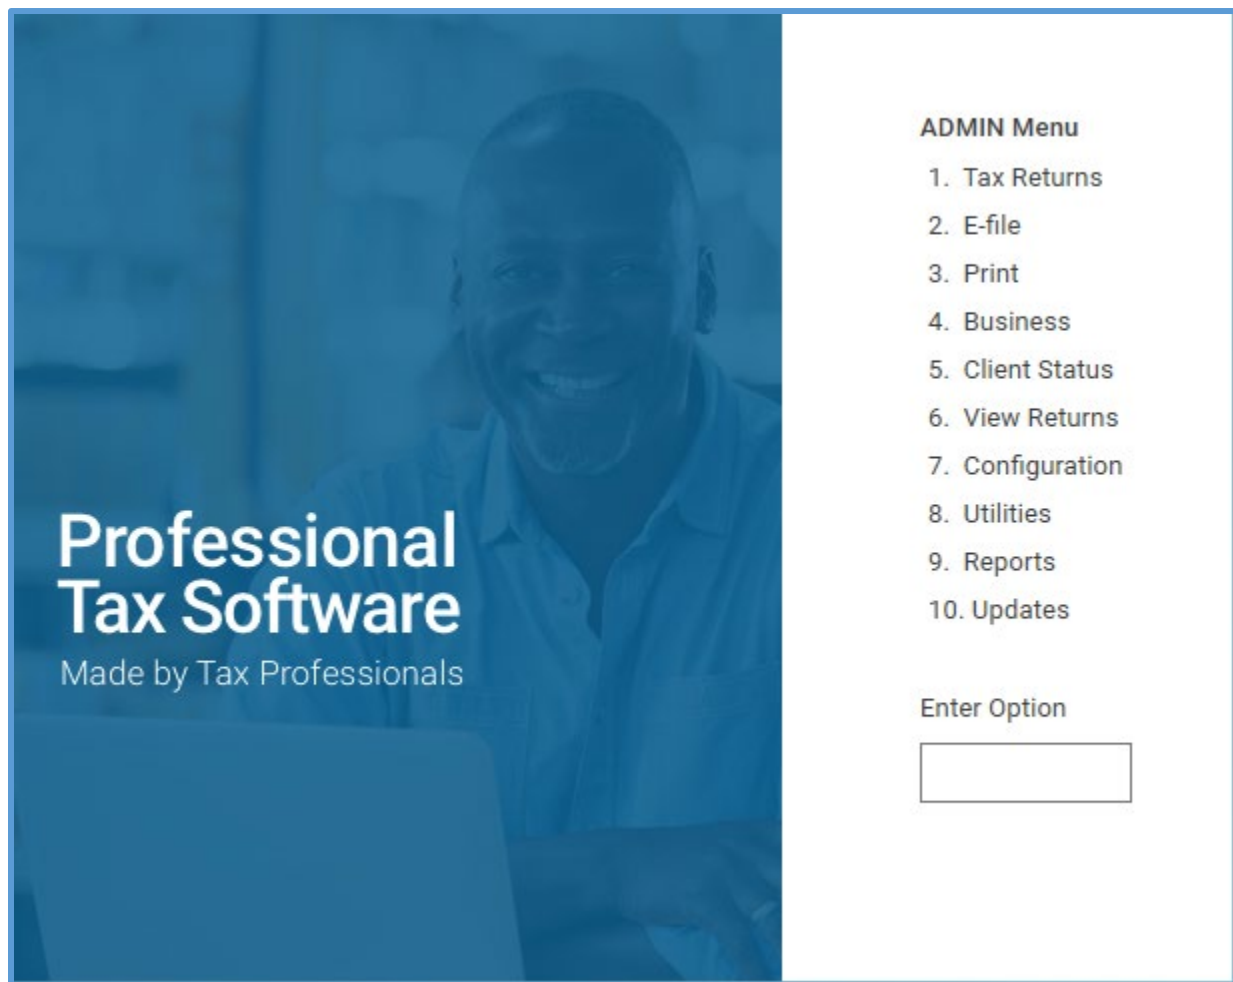 Professional
Tax Software
Made by Tax Professionals
ADMIN Menu
1. Tax Returns
2. E-file
3. Print
4. Business
5. Client Status
6. View Returns
7. Configuration
8. Utilities
9. Reports
10. Updates
Enter Option